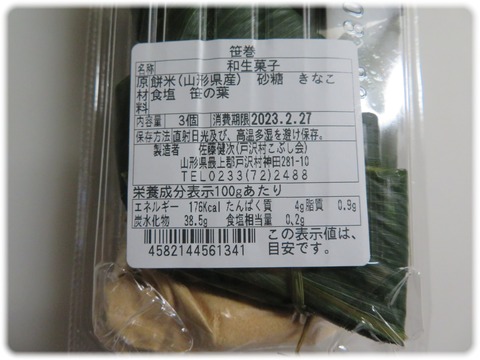 笹巻
名称 和生菓子
原 餅米(山形県産) 砂糖 きなこ
材 食塩 笹の葉
料
内容量 3個 消費期限 2023.2.27
保存方法 直射日光及び、高温多湿を避け保存。
製造者 佐藤健次(戸沢村こぶし会)
山形県最上郡戸沢村神田281-10
TEL0233(72)2488
栄養成分表示100gあたり
エネルギー 176Kcal たんぱく質 4g 脂質 0.9g
炭水化物 38.5g 食塩相当量 0.2g
この表示値は、
目安です。
4582144561341